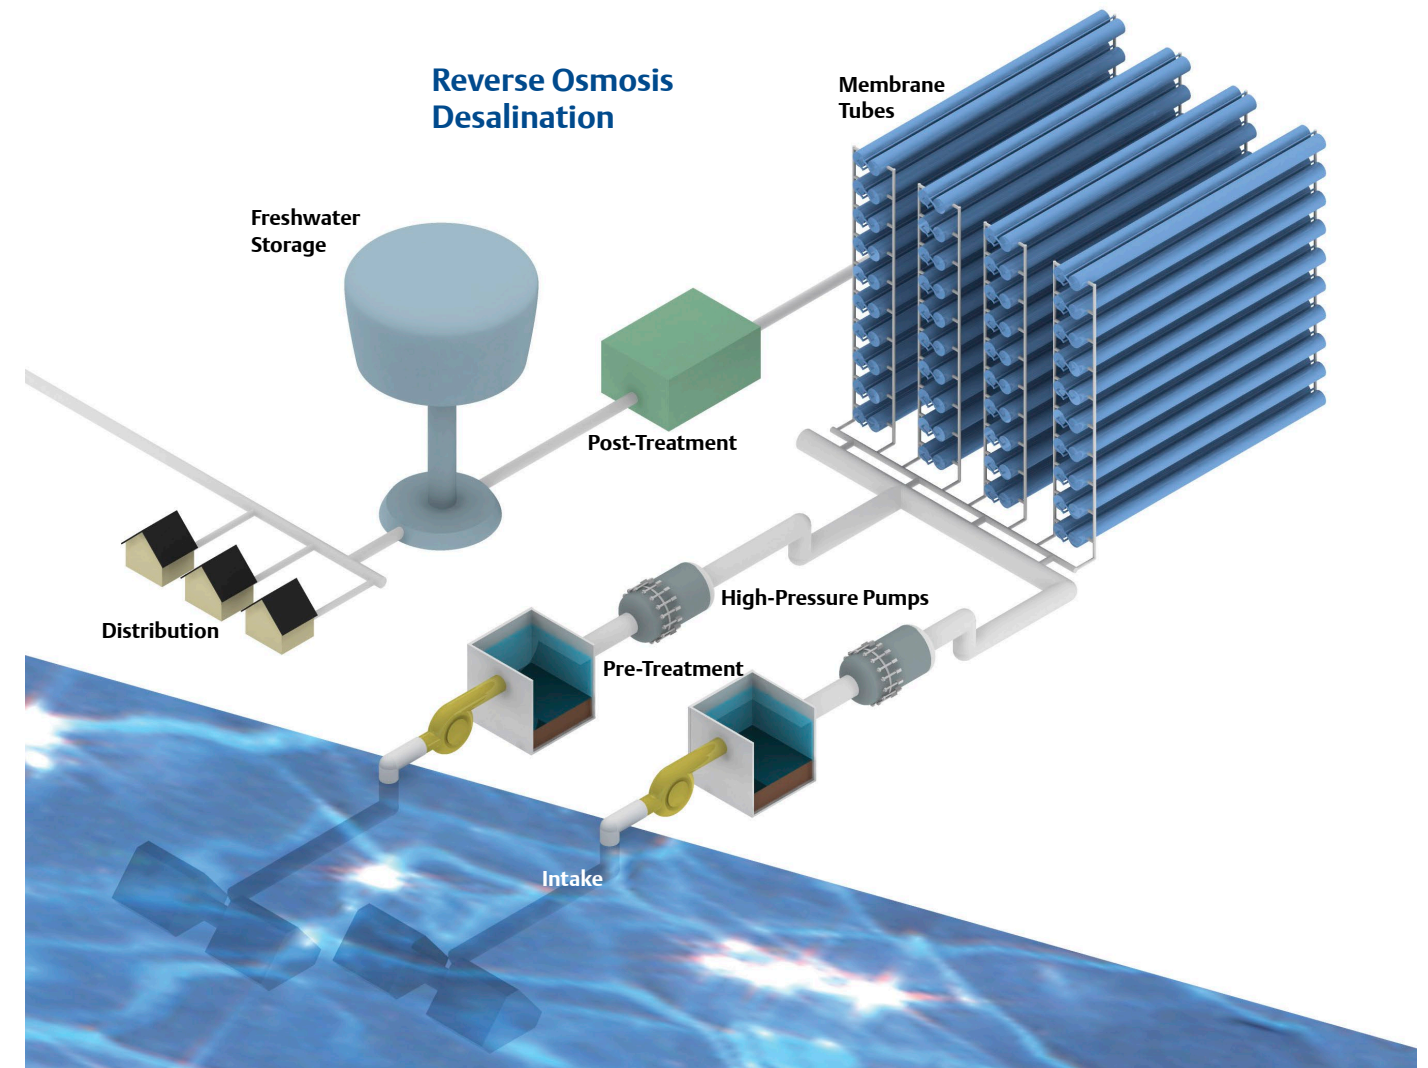 Reverse Osmosis
Desalination
Membrane
Tubes
Freshwater
Storage
Post-Treatment
High-Pressure Pumps
Distribution
Pre-Treatment
Intake